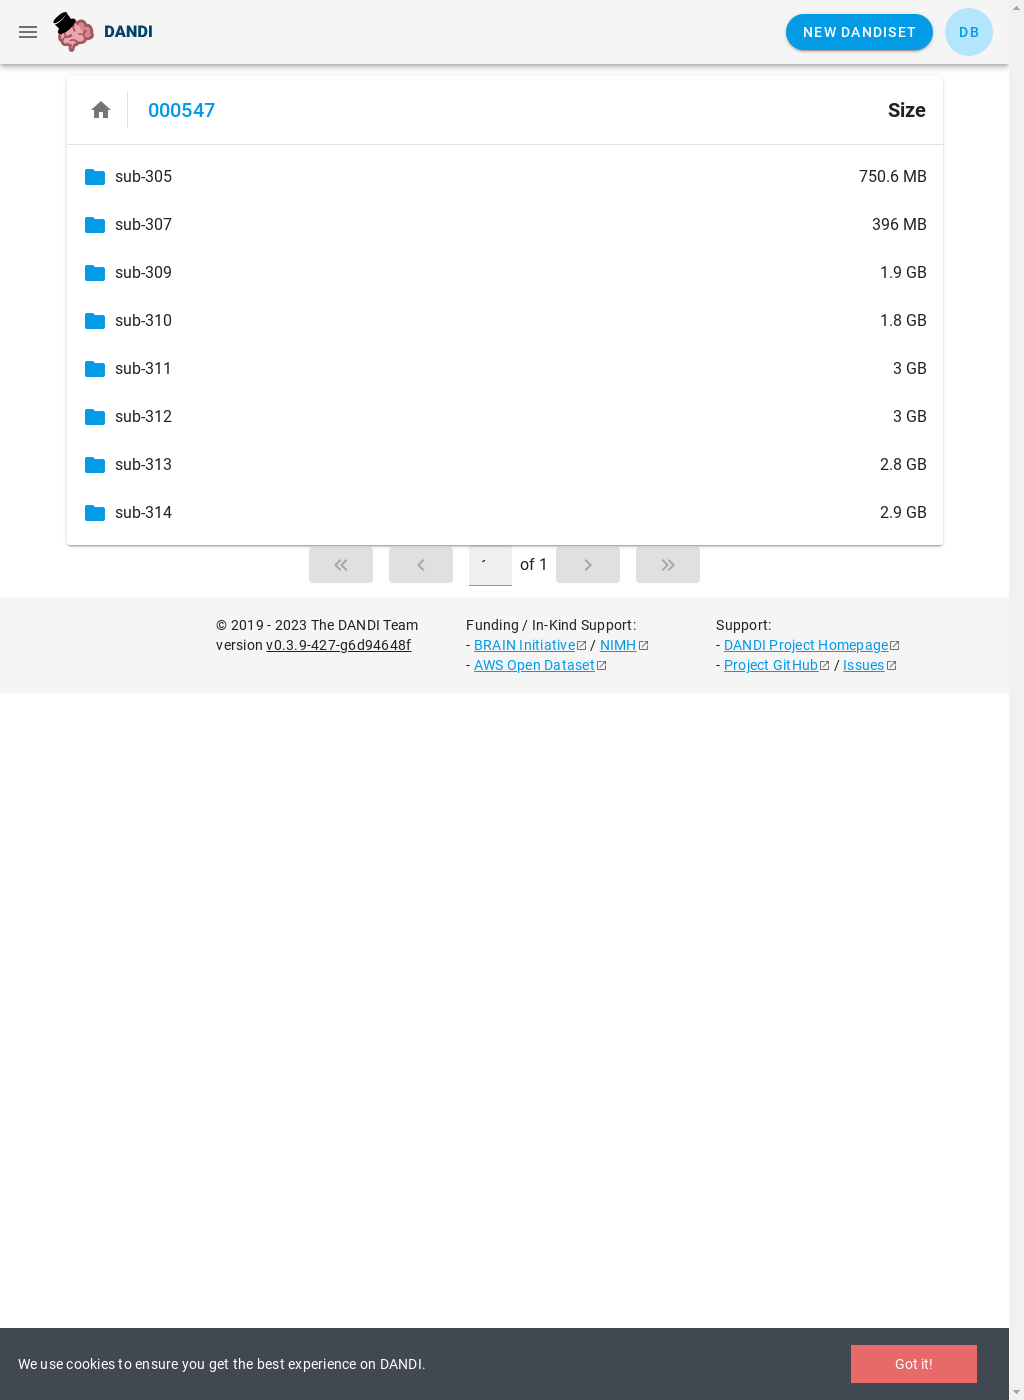 DANDI
NEW DANDISET
DB
000547 Size
sub-305 750.6 MB
sub-307 396 MB
sub-309 1.9 GB
sub-310 1.8 GB
sub-311 3 GB
sub-312 3 GB
sub-313 2.8 GB
sub-314 2.9 GB
of 1
© 2019 - 2023 The DANDI Team
version v0.3.9-427-g6d94648f
Funding / In-Kind Support:
- BRAIN Initiative / NIMH
- AWS Open Dataset
Support:
- DANDI Project Homepage
- Project GitHub / Issues
We use cookies to ensure you get the best experience on DANDI.
Got it!